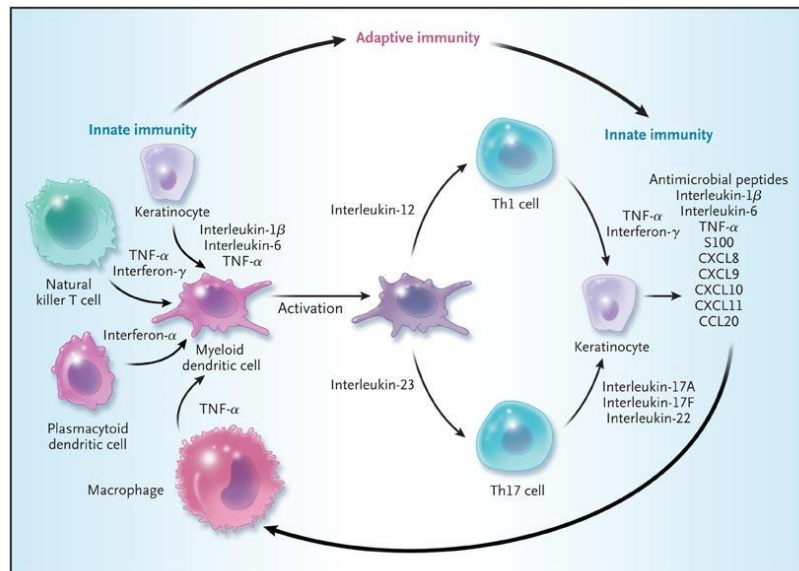 Adaptive immunity
Innate immunity
Keratinocyte
Interleukin-1β
Interleukin-6
TNF-α
TNF-α
Interferon-γ
Natural
killer T cell
Interferon-α
Myeloid
dendritic cell
Plasmacytoid
dendritic cell
TNF-α
Macrophage
Activation
Interleukin-12
Interleukin-23
Th1 cell
Th17 cell
TNF-α
Interferon-γ
Keratinocyte
Interleukin-17A
Interleukin-17F
Interleukin-22
Innate immunity
Antimicrobial peptides
Interleukin-1β
Interleukin-6
TNF-α
S100
CXCL8
CXCL9
CXCL10
CXCL11
CCL20